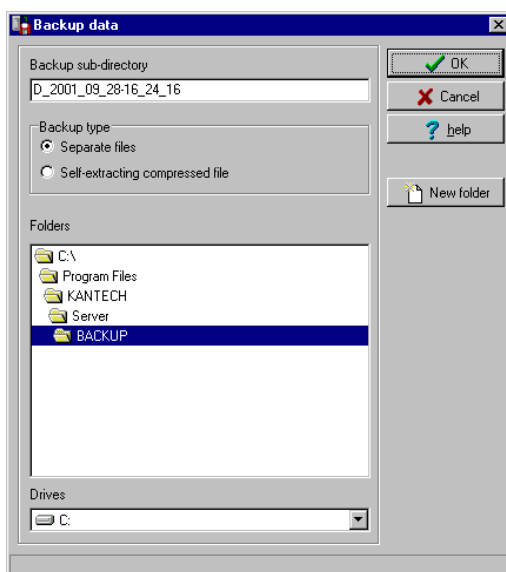 Backup data
Backup sub-directory
D_2001_09_28-16_24_16
Backup type
Separate files
Self-extracting compressed file
Folders
C:\
Program Files
KANTECH
Server
BACKUP
Drives
C:
OK
Cancel
help
New folder